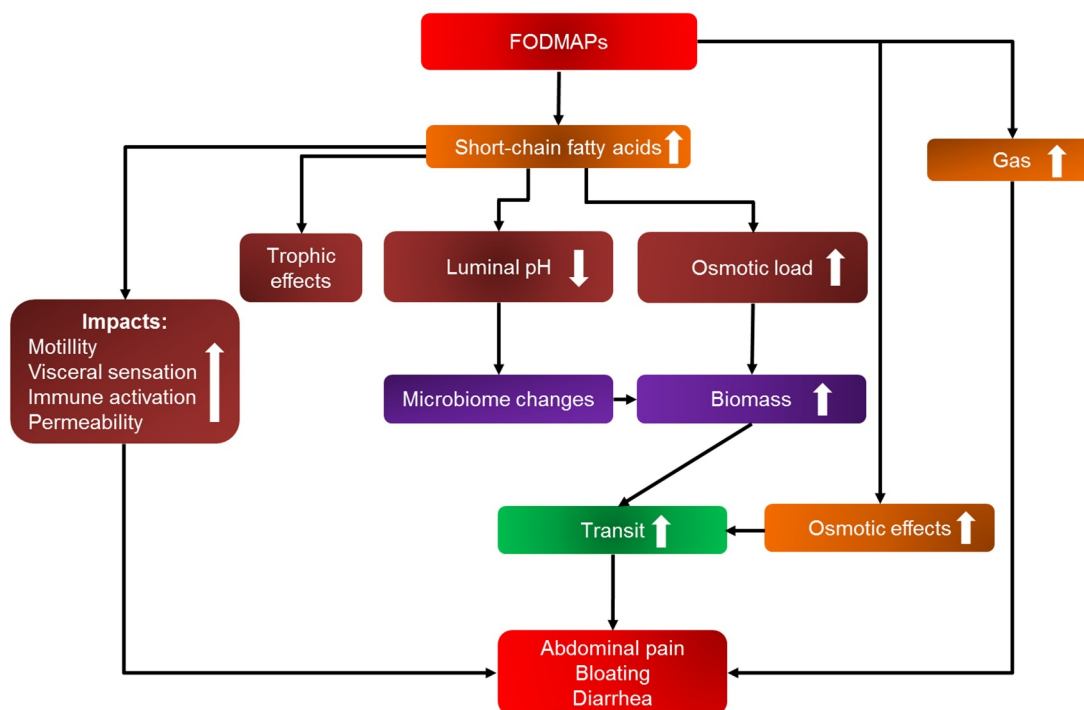 FODMAPs
Short-chain fatty acids
Gas
Trophic
effects
Luminal pH
Osmotic load
Impacts:
Motillity
Visceral sensation
Immune activation
Permeability
Microbiome changes
Biomass
Transit
Osmotic effects
Abdominal pain
Bloating
Diarrhea